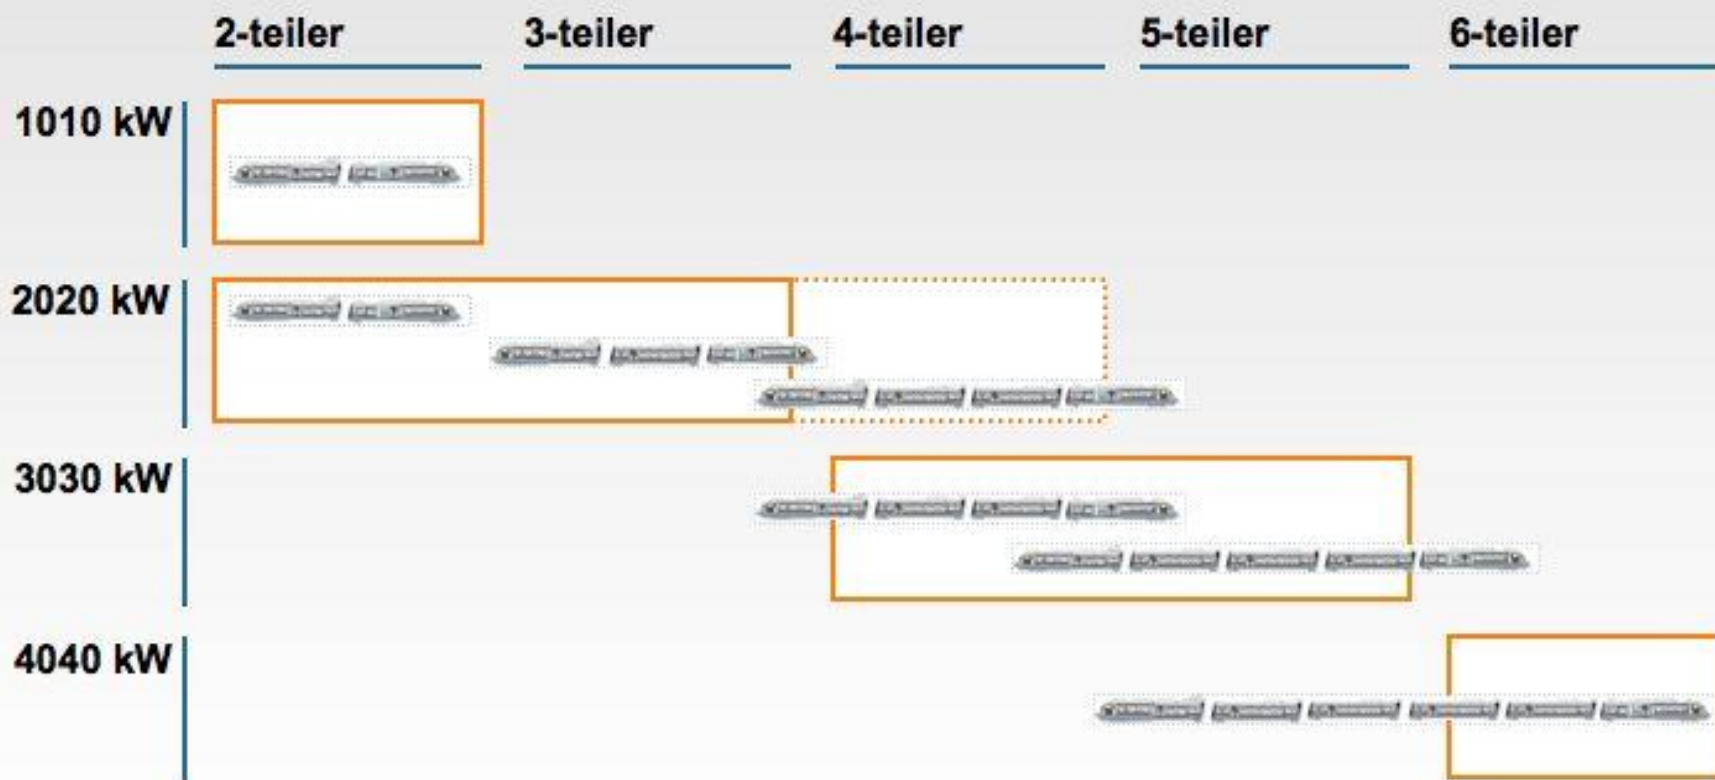 2-teiler 3-teiler 4-teiler 5-teiler 6-teiler
1010 kW
2020 kW
3030 kW
4040 kW